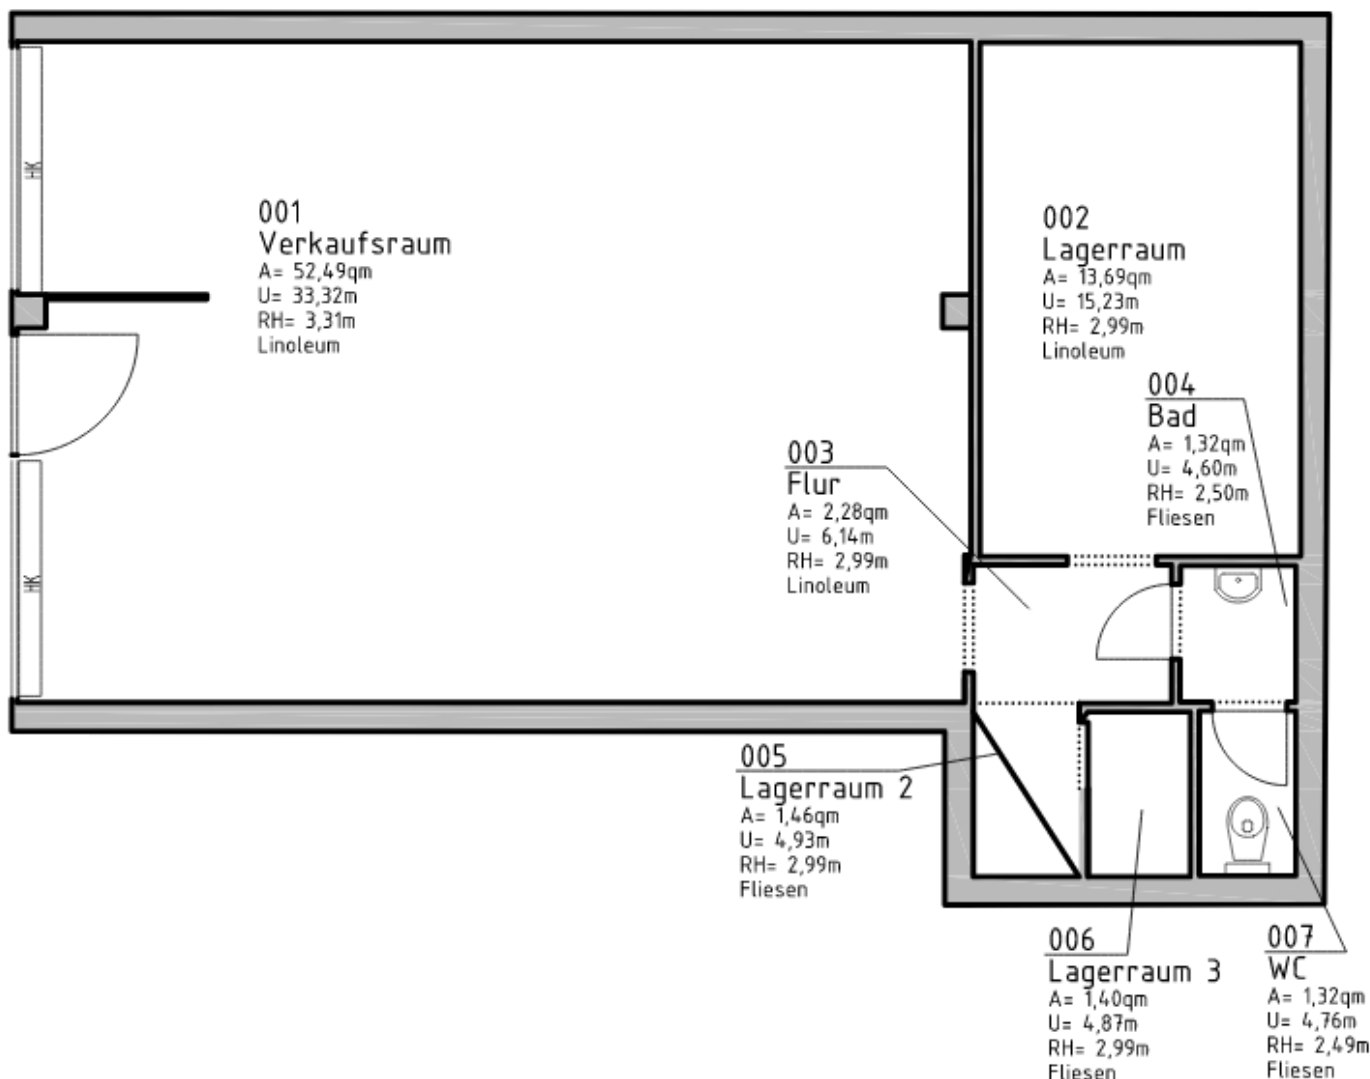 HK
001
Verkaufsraum
A= 52,49qm
U= 33,32m
RH= 3,31m
Linoleum
002
Lagerraum
A= 13,69qm
U= 15,23m
RH= 2,99m
Linoleum
004
Bad
A= 1,32qm
U= 4,60m
RH= 2,50m
Fliesen
003
Flur
A= 2,28qm
U= 6,14m
RH= 2,99m
Linoleum
HK
005
Lagerraum 2
A= 1,46qm
U= 4,93m
RH= 2,99m
Fliesen
006
Lagerraum 3
A= 1,40qm
U= 4,87m
RH= 2,99m
Fliesen
007
WC
A= 1,32qm
U= 4,76m
RH= 2,49m
Fliesen